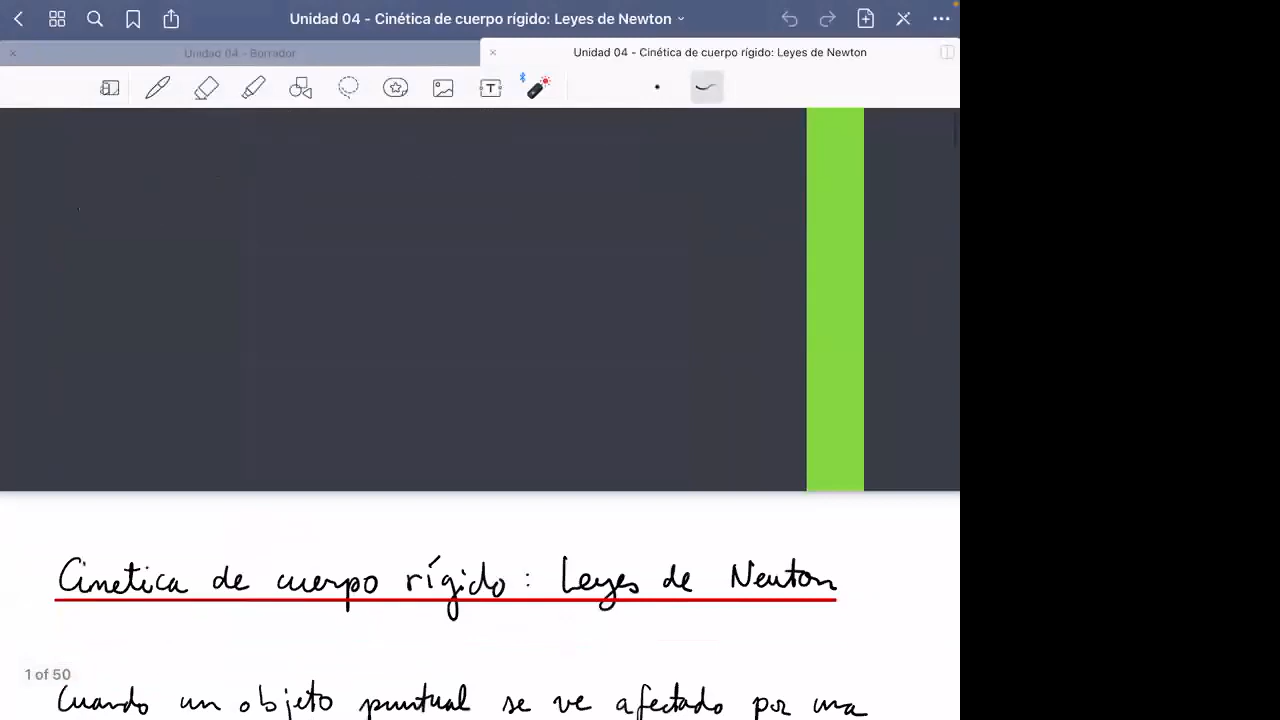 Unidad 04 - Cinética de cuerpo rígido: Leyes de Newton
Unidad 04 - Borrador
Unidad 04 - Cinética de cuerpo rígido: Leyes de Newton
Cinetica de cuerpo rígido: Leyes de Newton
1 of 50
Cuando un objeto puntual se ve afectado por una